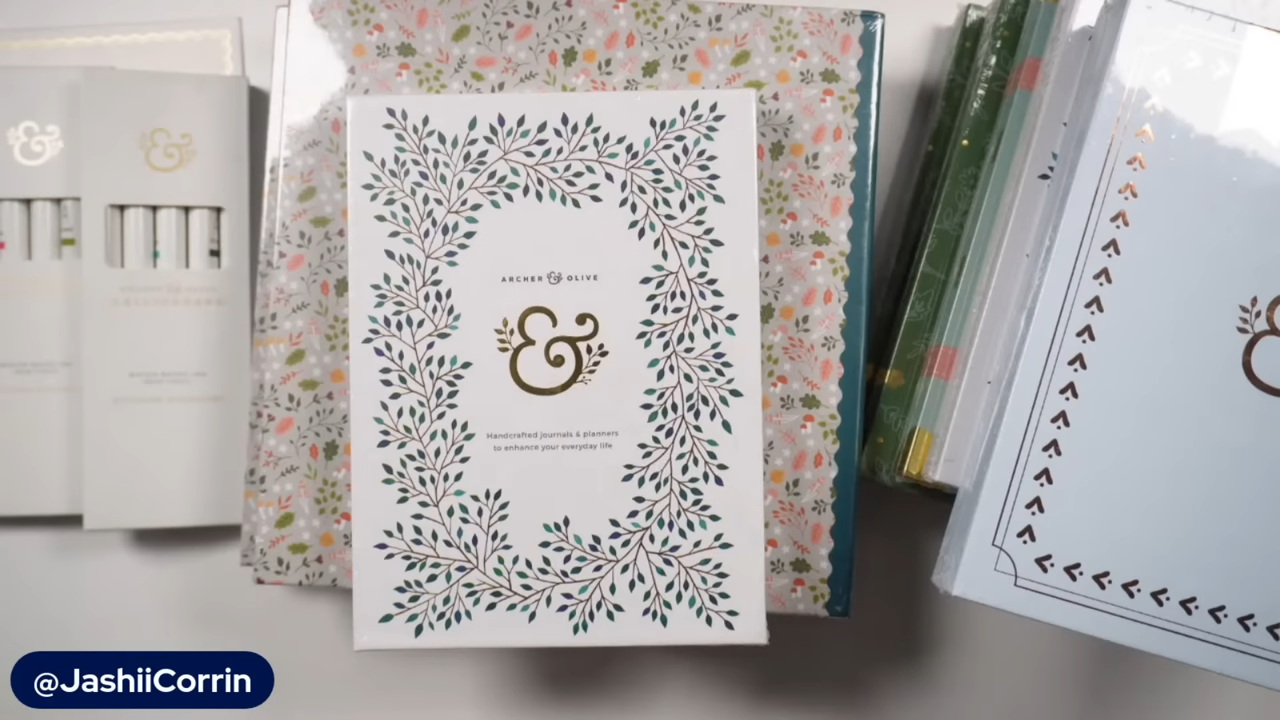 ARCHER & OLIVE
&
Handcrafted journals & planners
to enhance your everyday life
&
&
@JashiiCorrin